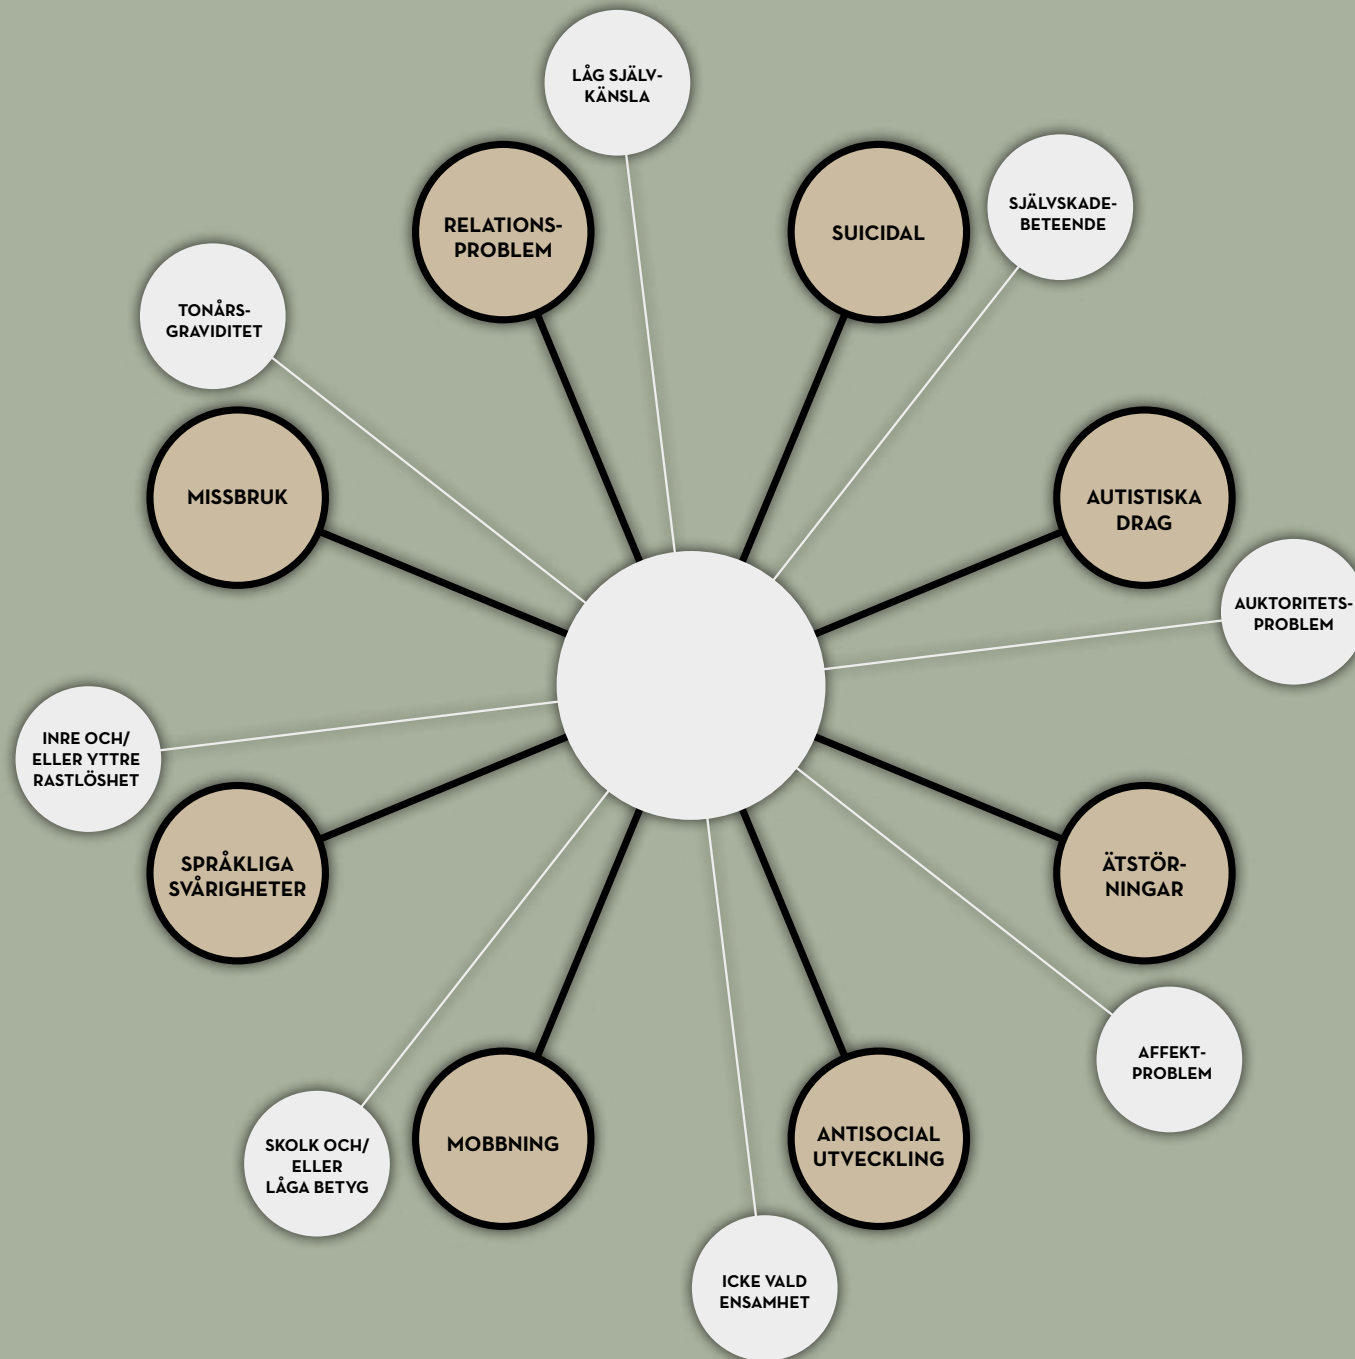 LÅG SJÄLV-
KÄNSLA
RELATIONS-
PROBLEM
SUICIDAL
SJÄLVSKADE-
BETEENDE
TONÅRS-
GRAVIDITET
MISSBRUK
AUTISTISKA
DRAG
AUKTORITETS-
PROBLEM
INRE OCH/
ELLER YTTRE
RASTLÖSHET
SPRÅKLIGA
SVÅRIGHETER
ÄTSTÖR-
NINGAR
AFFEKT-
PROBLEM
SKOLK OCH/
ELLER
LÅGA BETYG
MOBBNING
ANTISOCIAL
UTVECKLING
ICKE VALD
ENSAMHET